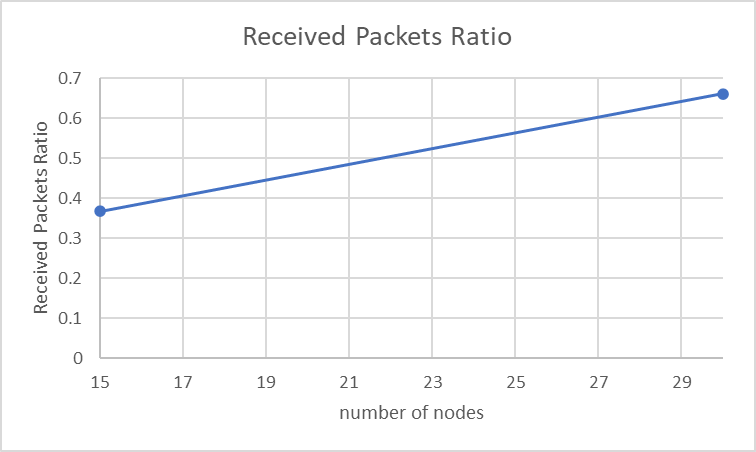 Received Packets Ratio
Received Packets Ratio
0.7
0.6
0.5
0.4
0.3
0.2
0.1
0
15 17 19 21 23 25 27 29
number of nodes